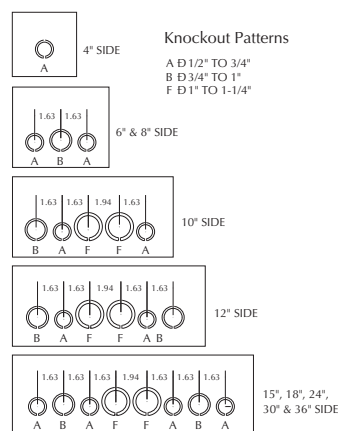 Knockout Patterns
A Đ 1/2" TO 3/4"
B Đ 3/4" TO 1"
F Đ 1" TO 1-1/4"
4" SIDE
A
1.63 1.63
6" & 8" SIDE
A B A
1.63 1.63 1.94 1.63
10" SIDE
B A F F A
1.63 1.63 1.94 1.63 1.63
12" SIDE
B A F F A B
1.63 1.63 1.63 1.94 1.63 1.63 1.63
15", 18", 24",
30" & 36" SIDE
A B A F F A B A